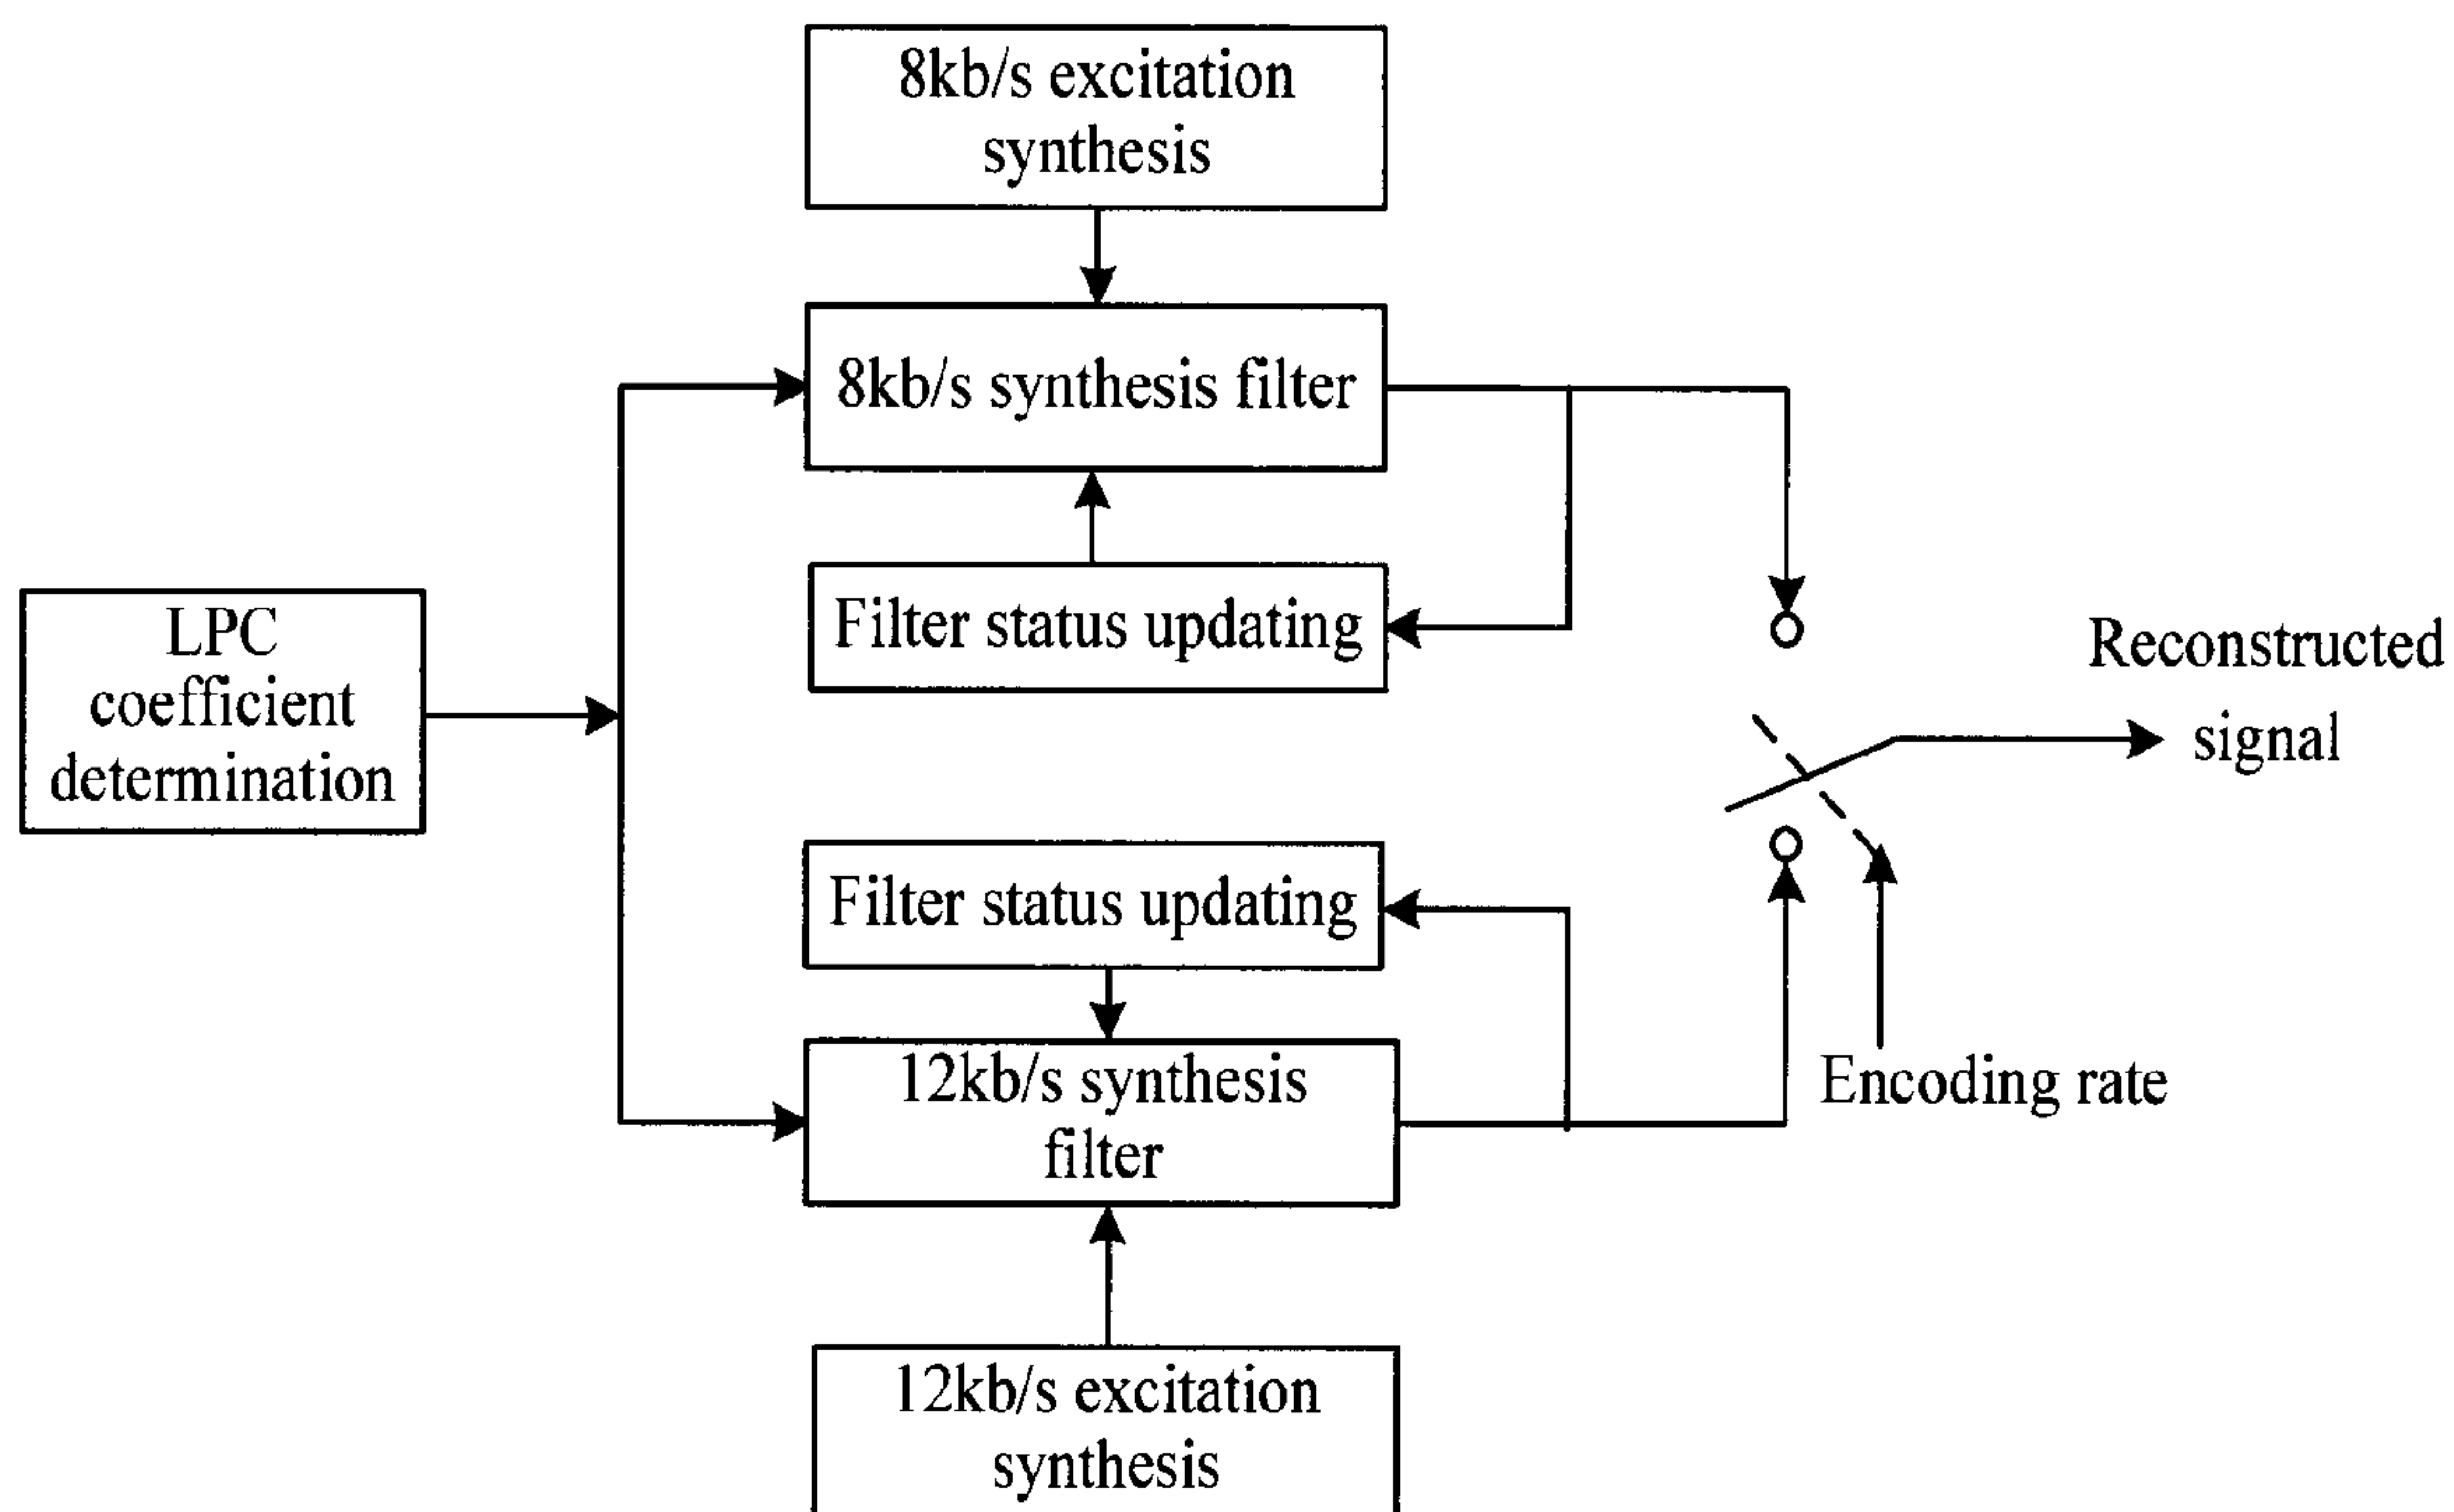 8kb/s excitation
synthesis
8kb/s synthesis filter
Filter status updating
LPC
coefficient
determination
Reconstructed
signal
Filter status updating
12kb/s synthesis
filter
Encoding rate
12kb/s excitation
synthesis